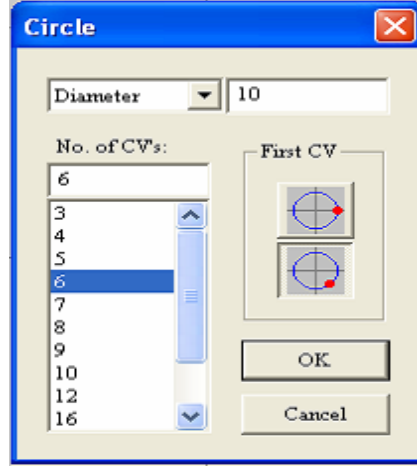 Circle
Diameter 10
No. of CV's:
6
3
4
5
6
7
8
9
10
12
16
First CV
OK
Cancel